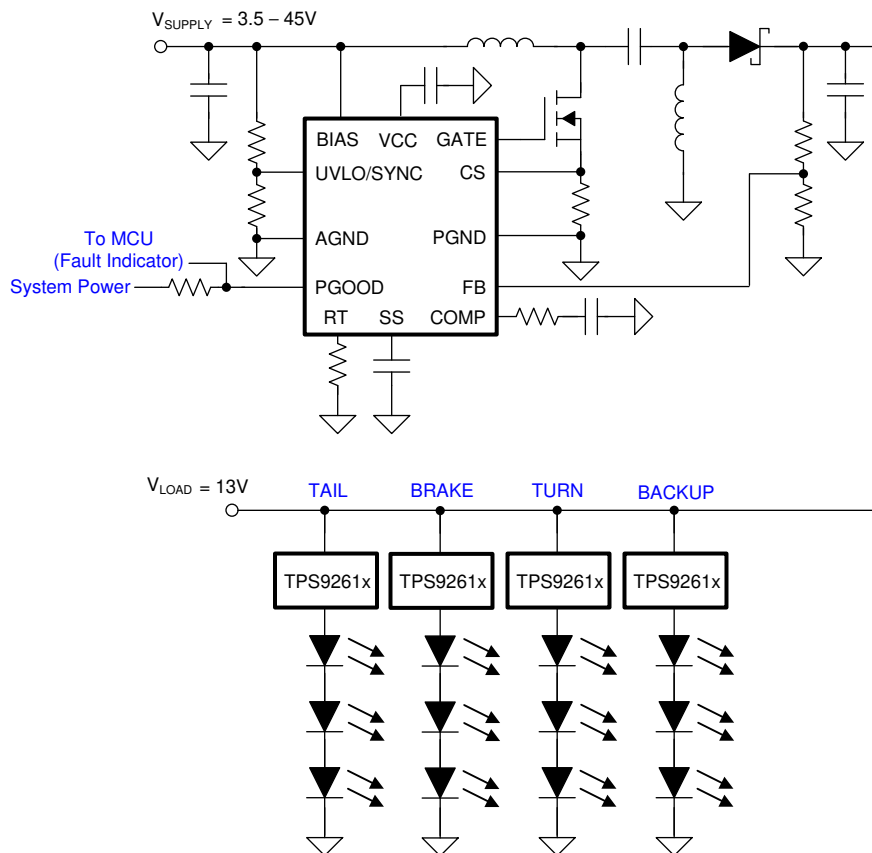 VSUPPLY = 3.5 – 45V
BIAS VCC GATE
UVLO/SYNC CS
AGND PGND
To MCU
(Fault Indicator)
System Power
PGOOD FB
RT SS COMP
VLOAD = 13V TAIL BRAKE TURN BACKUP
TPS9261x TPS9261x TPS9261x TPS9261x